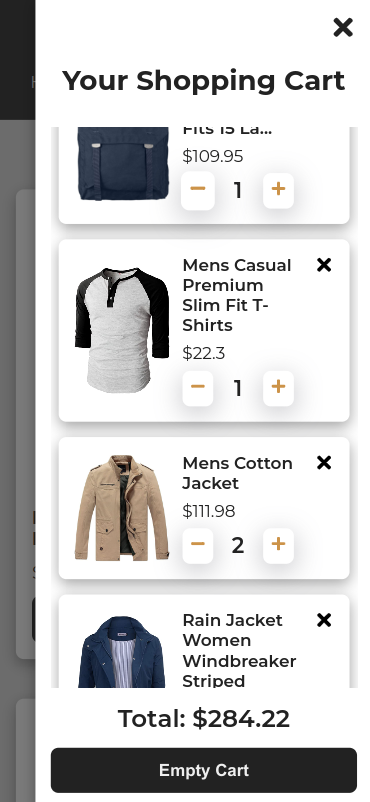 Your Shopping Cart
Fits 15 La...
$109.95
− 1 +
Mens Casual
Premium
Slim Fit T-
Shirts
$22.3
− 1 +
Mens Cotton
Jacket
$111.98
− 2 +
Rain Jacket
Women
Windbreaker
Striped
Total: $284.22
Empty Cart